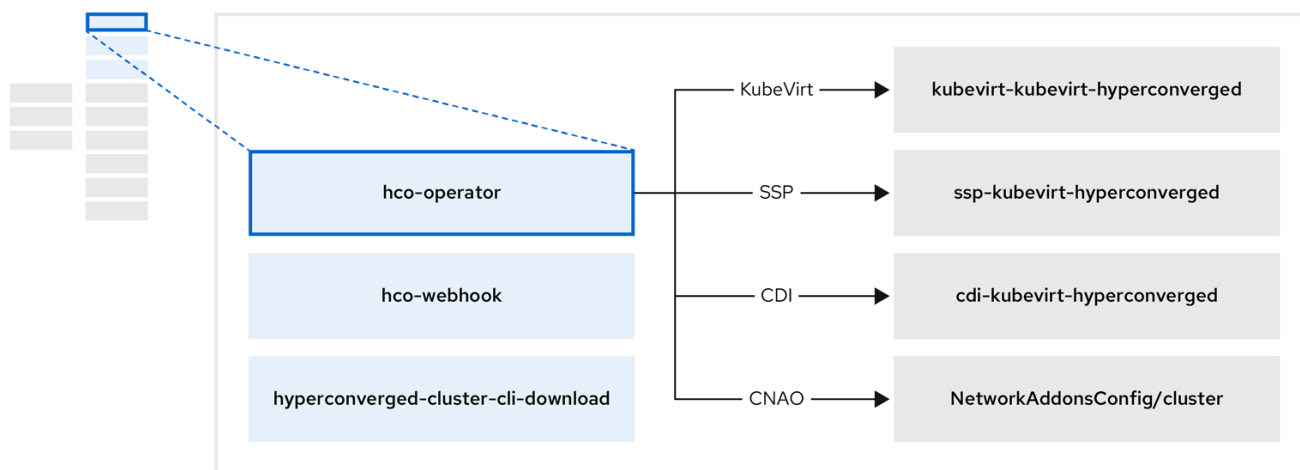 KubeVirt
kubevirt-kubevirt-hyperconverged
hco-operator
SSP
ssp-kubevirt-hyperconverged
hco-webhook
CDI
cdi-kubevirt-hyperconverged
hyperconverged-cluster-cli-download
CNAO
NetworkAddonsConfig/cluster